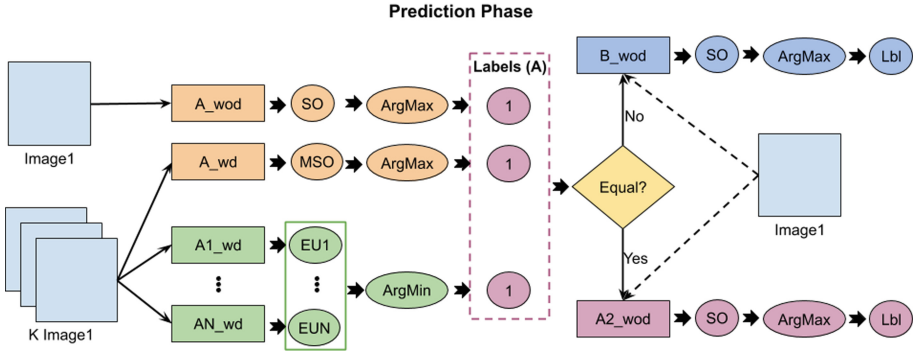 Prediction Phase
Image1
A_wod
SO
ArgMax
Labels (A)
1
A_wd
MSO
ArgMax
1
K Image1
A1_wd
EU1
AN_wd
EUN
ArgMin
1
Equal?
No
Yes
B_wod
SO
ArgMax
Lbl
Image1
A2_wod
SO
ArgMax
Lbl